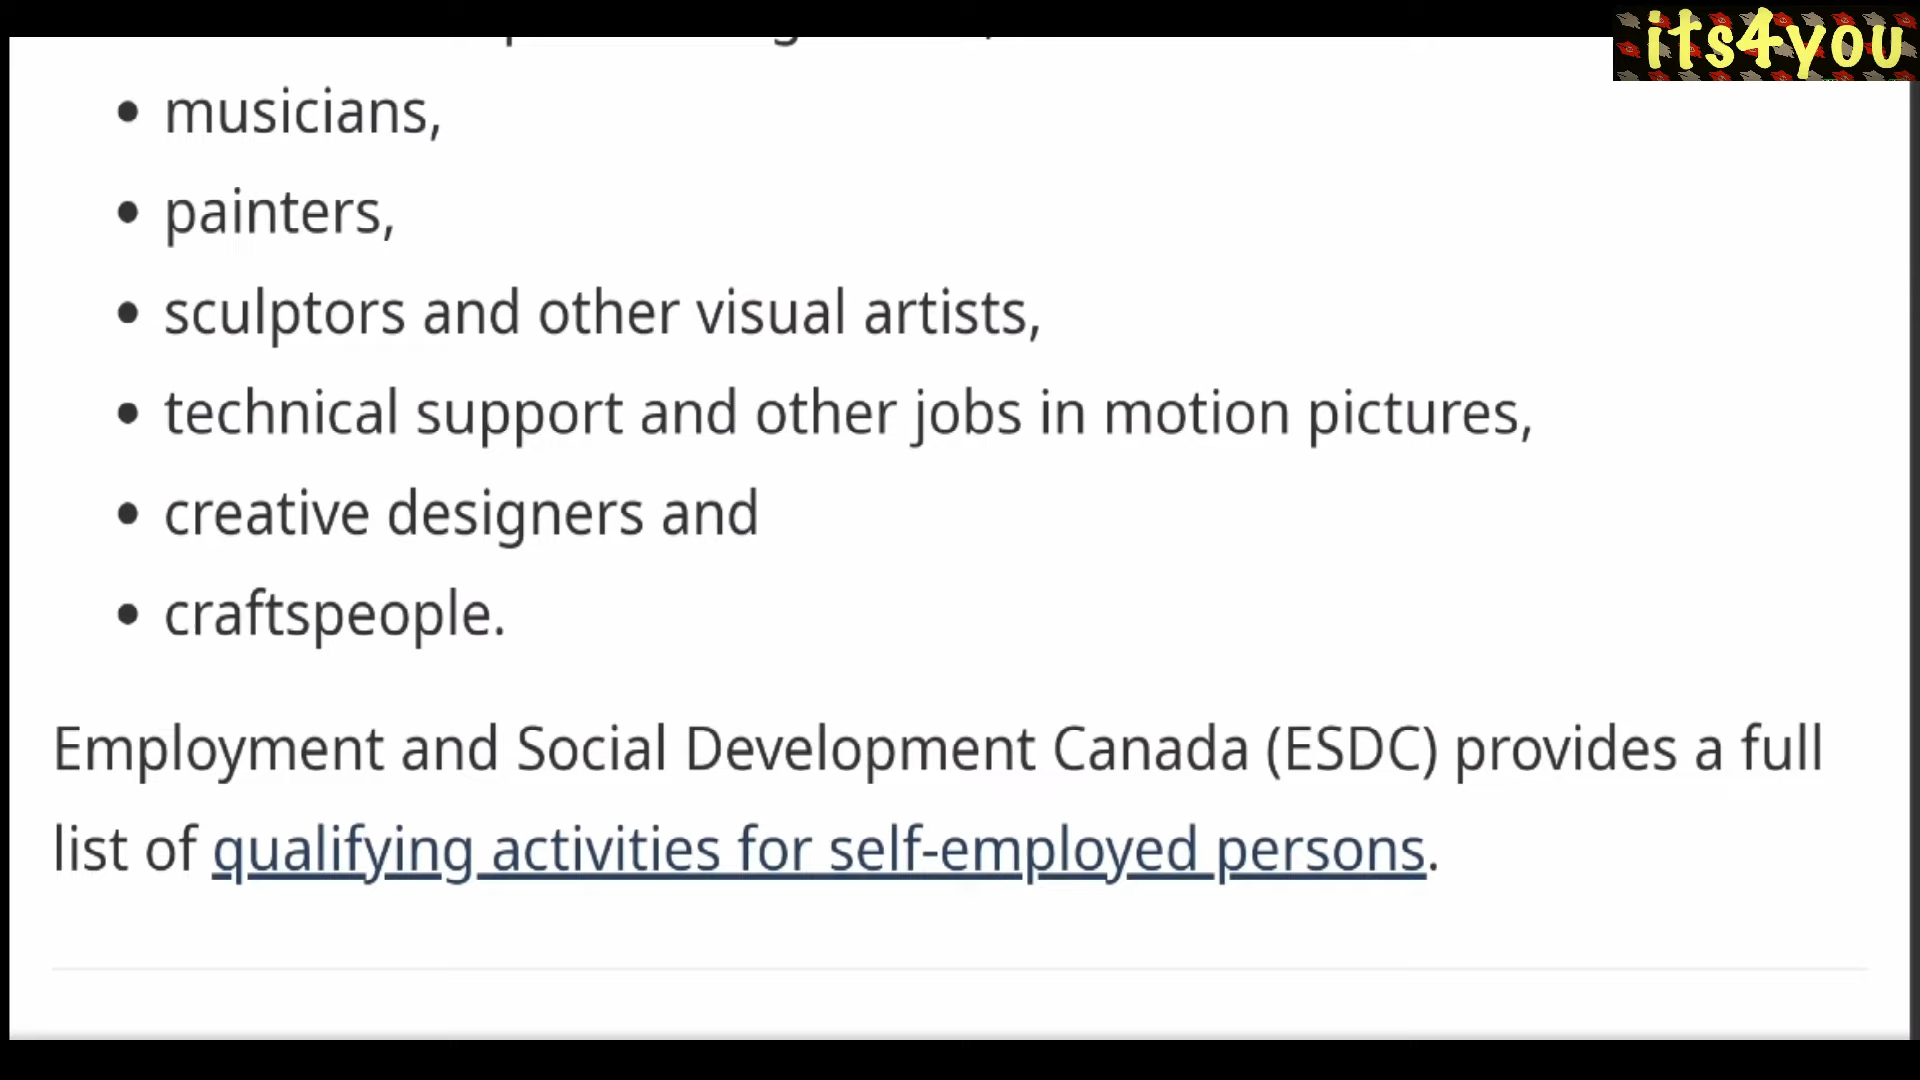 its4you
• musicians,
• painters,
• sculptors and other visual artists,
• technical support and other jobs in motion pictures,
• creative designers and
• craftspeople.
Employment and Social Development Canada (ESDC) provides a full
list of qualifying activities for self-employed persons.